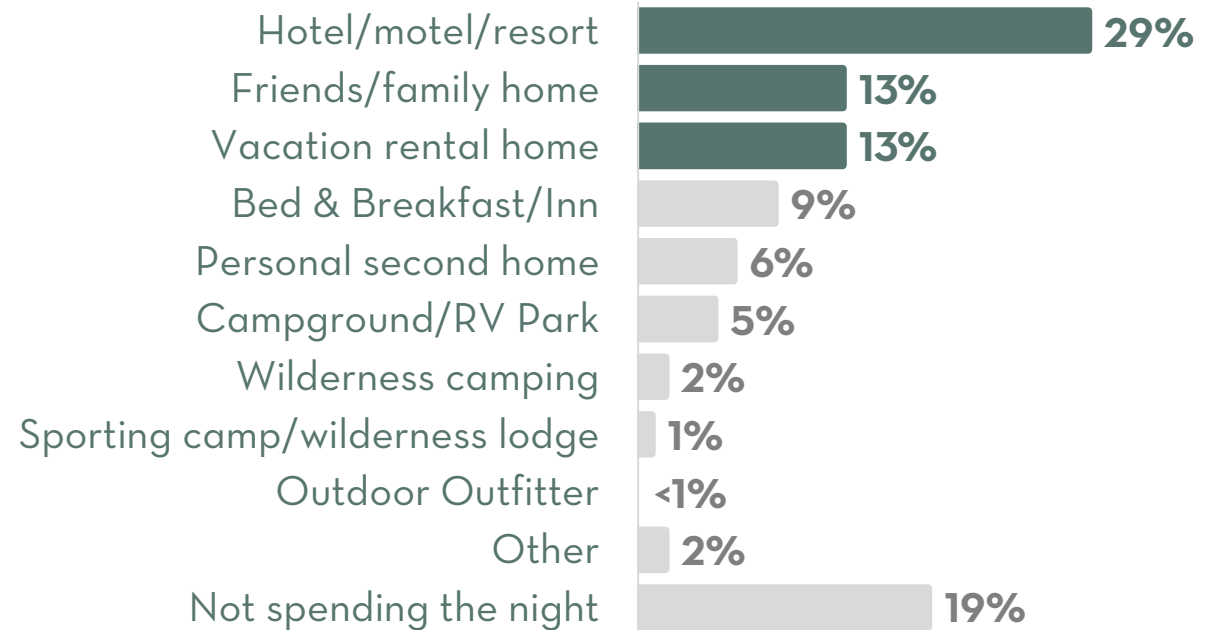 Hotel/motel/resort 29%
Friends/family home 13%
Vacation rental home 13%
Bed & Breakfast/Inn 9%
Personal second home 6%
Campground/RV Park 5%
Wilderness camping 2%
Sporting camp/wilderness lodge 1%
Outdoor Outfitter <1%
Other 2%
Not spending the night 19%